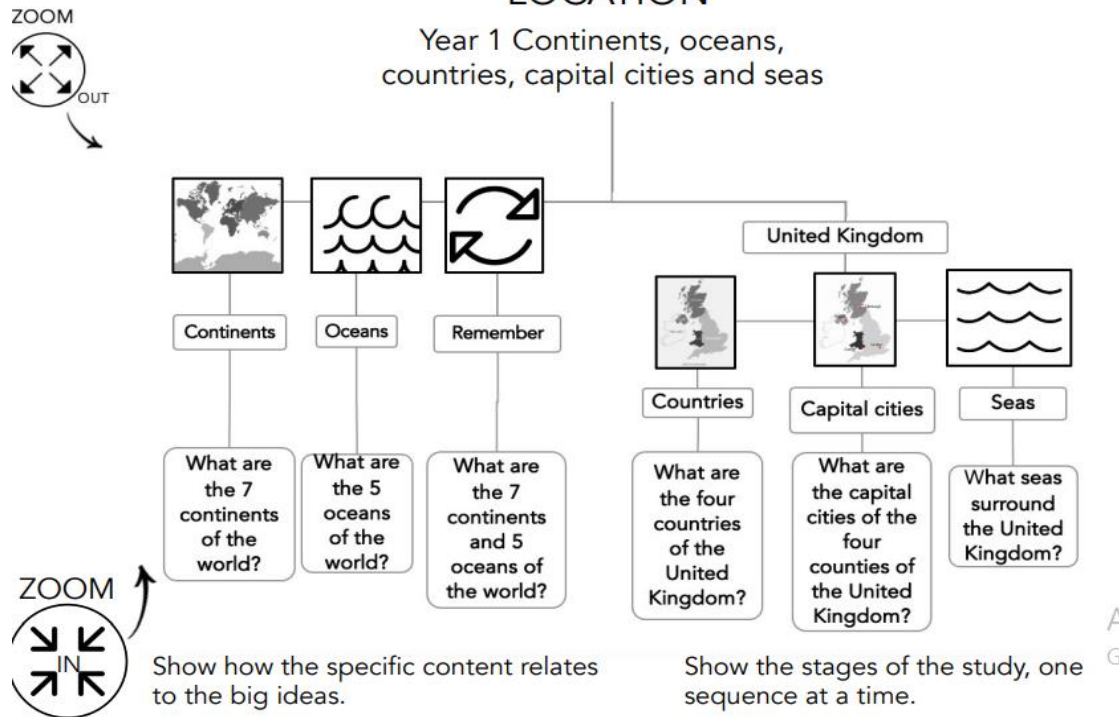 ZOOM
OUT
LOCATION
Year 1 Continents, oceans,
countries, capital cities and seas
United Kingdom
Continents
Oceans
Remember
Countries
Capital cities
Seas
What are
the 7
continents
of the
world?
What are
the 5
oceans
of the
world?
What are
the 7
continents
and 5
oceans of
the world?
What are
the four
countries
of the
United
Kingdom?
What are
the capital
cities of the
four
counties of
the United
Kingdom?
What seas
surround
the United
Kingdom?
ZOOM
IN
Show how the specific content relates
to the big ideas.
Show the stages of the study, one
sequence at a time.